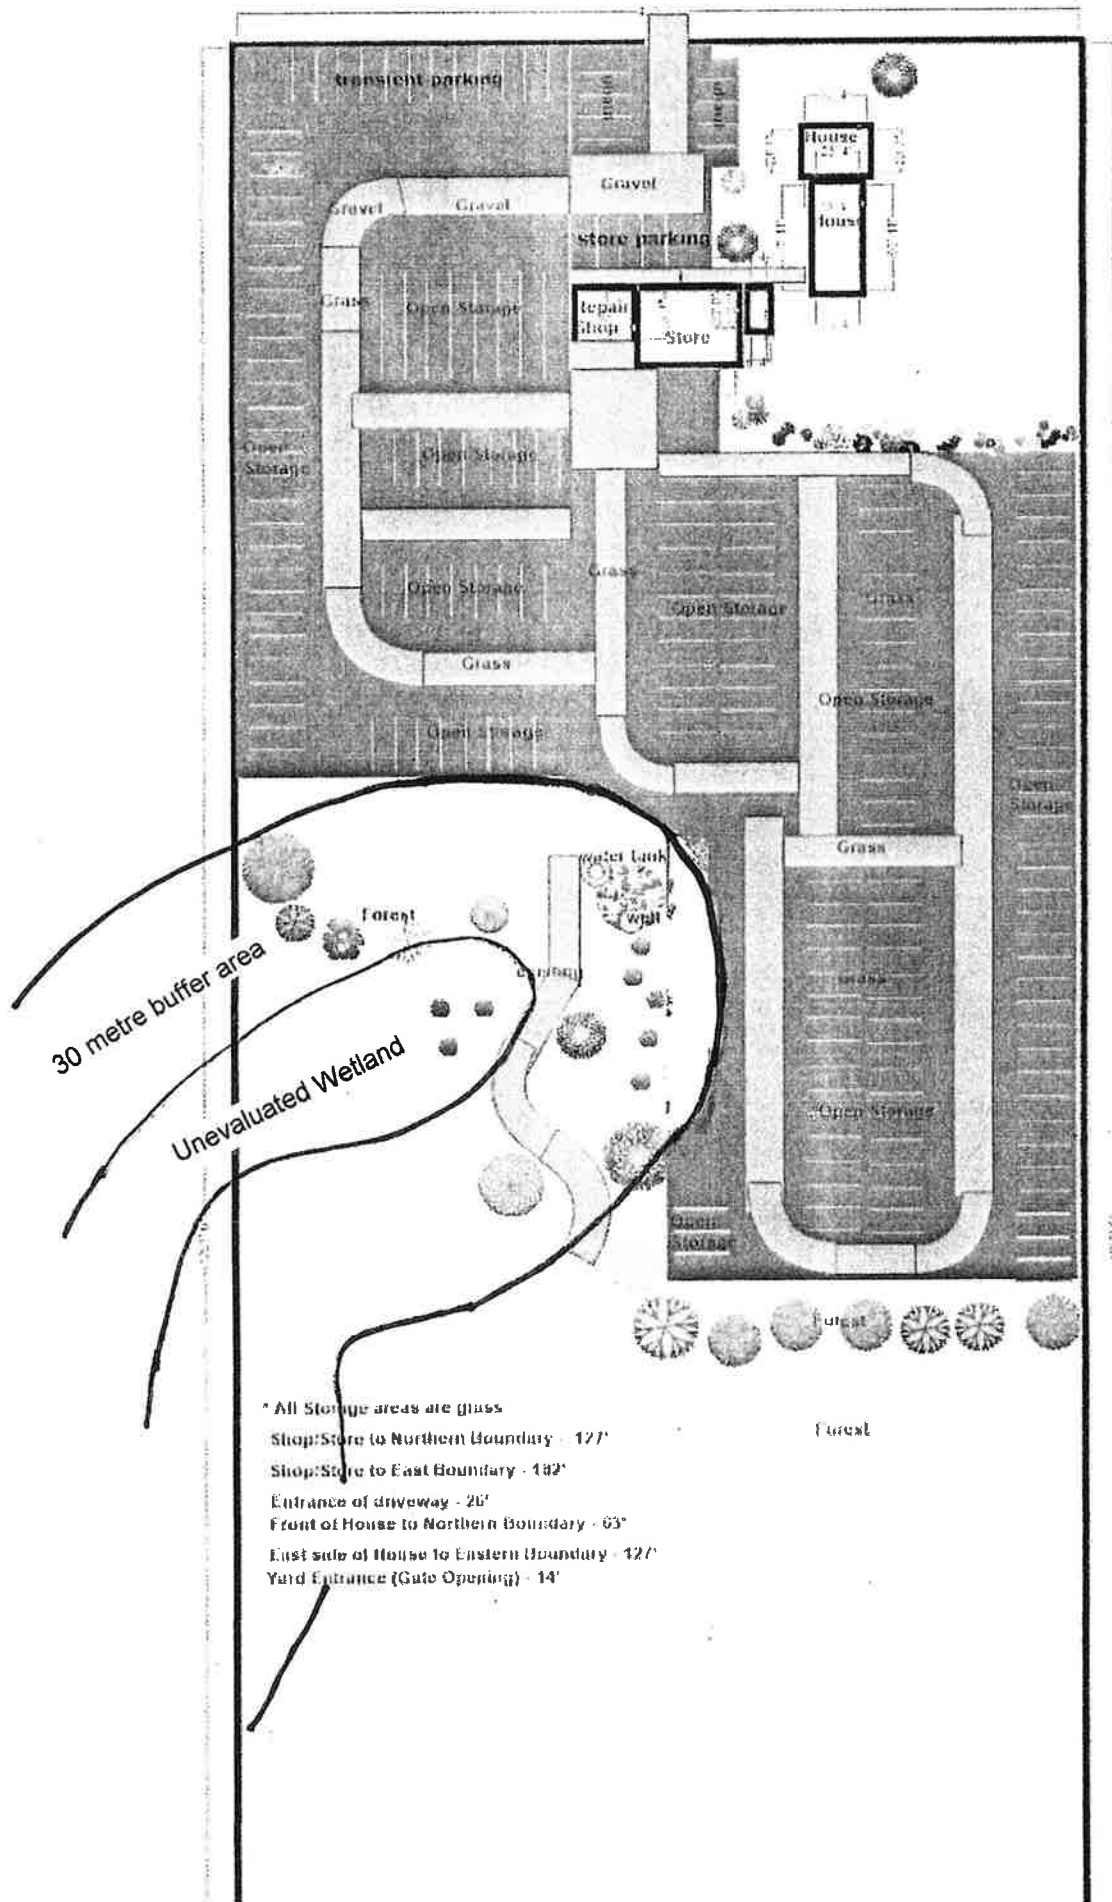 transient parking
House
Gravel
Gravel
Gravel
House
store parking
Grass
Open Storage
Repair
Shop
Store
Open
Storage
Open Storage
Grass
Open Storage
Open Storage
Grass
Grass
Open Storage
Open Storage
Open
Storage
water tank
Grass
Forest
well
30 metre buffer area
existing
Grass
Unevaluated Wetland
Open Storage
Open
Storage
Forest
* All Storage areas are grass
Forest
Shop/Store to Northern Boundary - 127'
Shop/Store to East Boundary - 182'
Entrance of driveway - 26'
Front of House to Northern Boundary - 63'
East side of House to Eastern Boundary - 127'
Yard Entrance (Gate Opening) - 14'